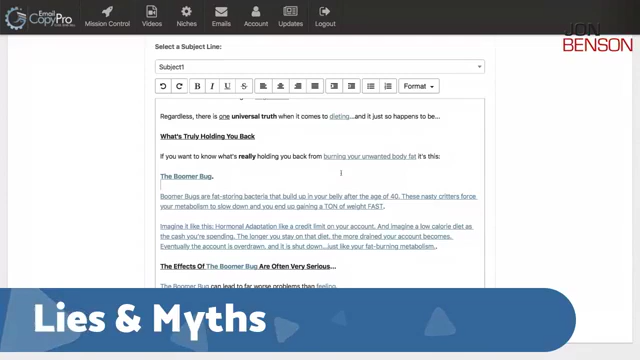 Email
CopyPro
Mission Control
Videos
Niches
Emails
Account
Updates
Logout
JON
BENSON
Select a Subject Line:
Subject1
B I U S
Format
Regardless, there is one universal truth when it comes to dieting...and it just so happens to be...
What's Truly Holding You Back
If you want to know what's really holding you back from burning your unwanted body fat it's this:
The Boomer Bug.
Boomer Bugs are fat-storing bacteria that build up in your belly after the age of 40. These nasty critters force
your metabolism to slow down and you end up gaining a TON of weight FAST.
Imagine it like this: Hormonal Adaptation like a credit limit on your account. And imagine a low calorie diet as
the cash you're spending. The longer you stay on that diet, the more drained your account becomes.
Eventually the account is overdrawn, and it is shut down...just like your fat-burning metabolism..
The Effects Of The Boomer Bug Are Often Very Serious...
The Boomer Bug can lead to far worse problems than feeling
Lies & Myths